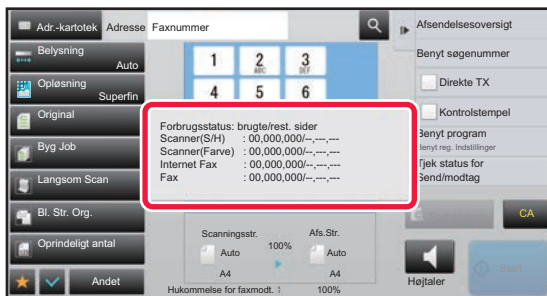 Adr.-kartotek
Adresse
Faxnummer
Afsendelsesoversigt
Belysning
Auto
1
2
ABC
3
DEF
Benyt søgenummer
Opløsning
Superfin
4
5
6
Direkte TX
Original
Forbrugsstatus: brugte/rest. sider
Scanner(S/H) : 00,000,000/--,---,---
Scanner(Farve) : 00,000,000/--,---,---
Internet Fax : 00,000,000/--,---,---
Fax : 00,000,000/--,---,---
Kontrolstempel
Benyt program
Benyt reg. Indstillinger
Byg Job
Tjek status for
Send/modtag
Langsom Scan
Bl. Str. Org.
CA
Oprindeligt antal
Scanningsstr.
Afs.Str.
100%
Auto
Auto
A4
A4
Andet
Hukommelse for faxmodt. :
100%
Højtaler
Start